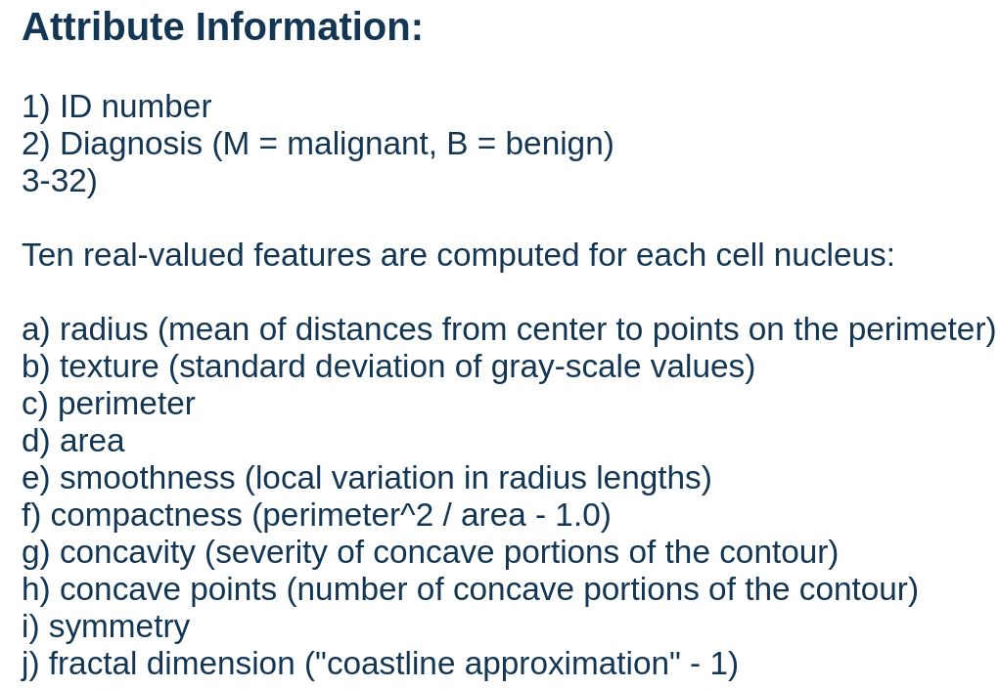 Attribute Information:
1) ID number
2) Diagnosis (M = malignant, B = benign)
3-32)
Ten real-valued features are computed for each cell nucleus:
a) radius (mean of distances from center to points on the perimeter)
b) texture (standard deviation of gray-scale values)
c) perimeter
d) area
e) smoothness (local variation in radius lengths)
f) compactness (perimeter^2 / area - 1.0)
g) concavity (severity of concave portions of the contour)
h) concave points (number of concave portions of the contour)
i) symmetry
j) fractal dimension ("coastline approximation" - 1)